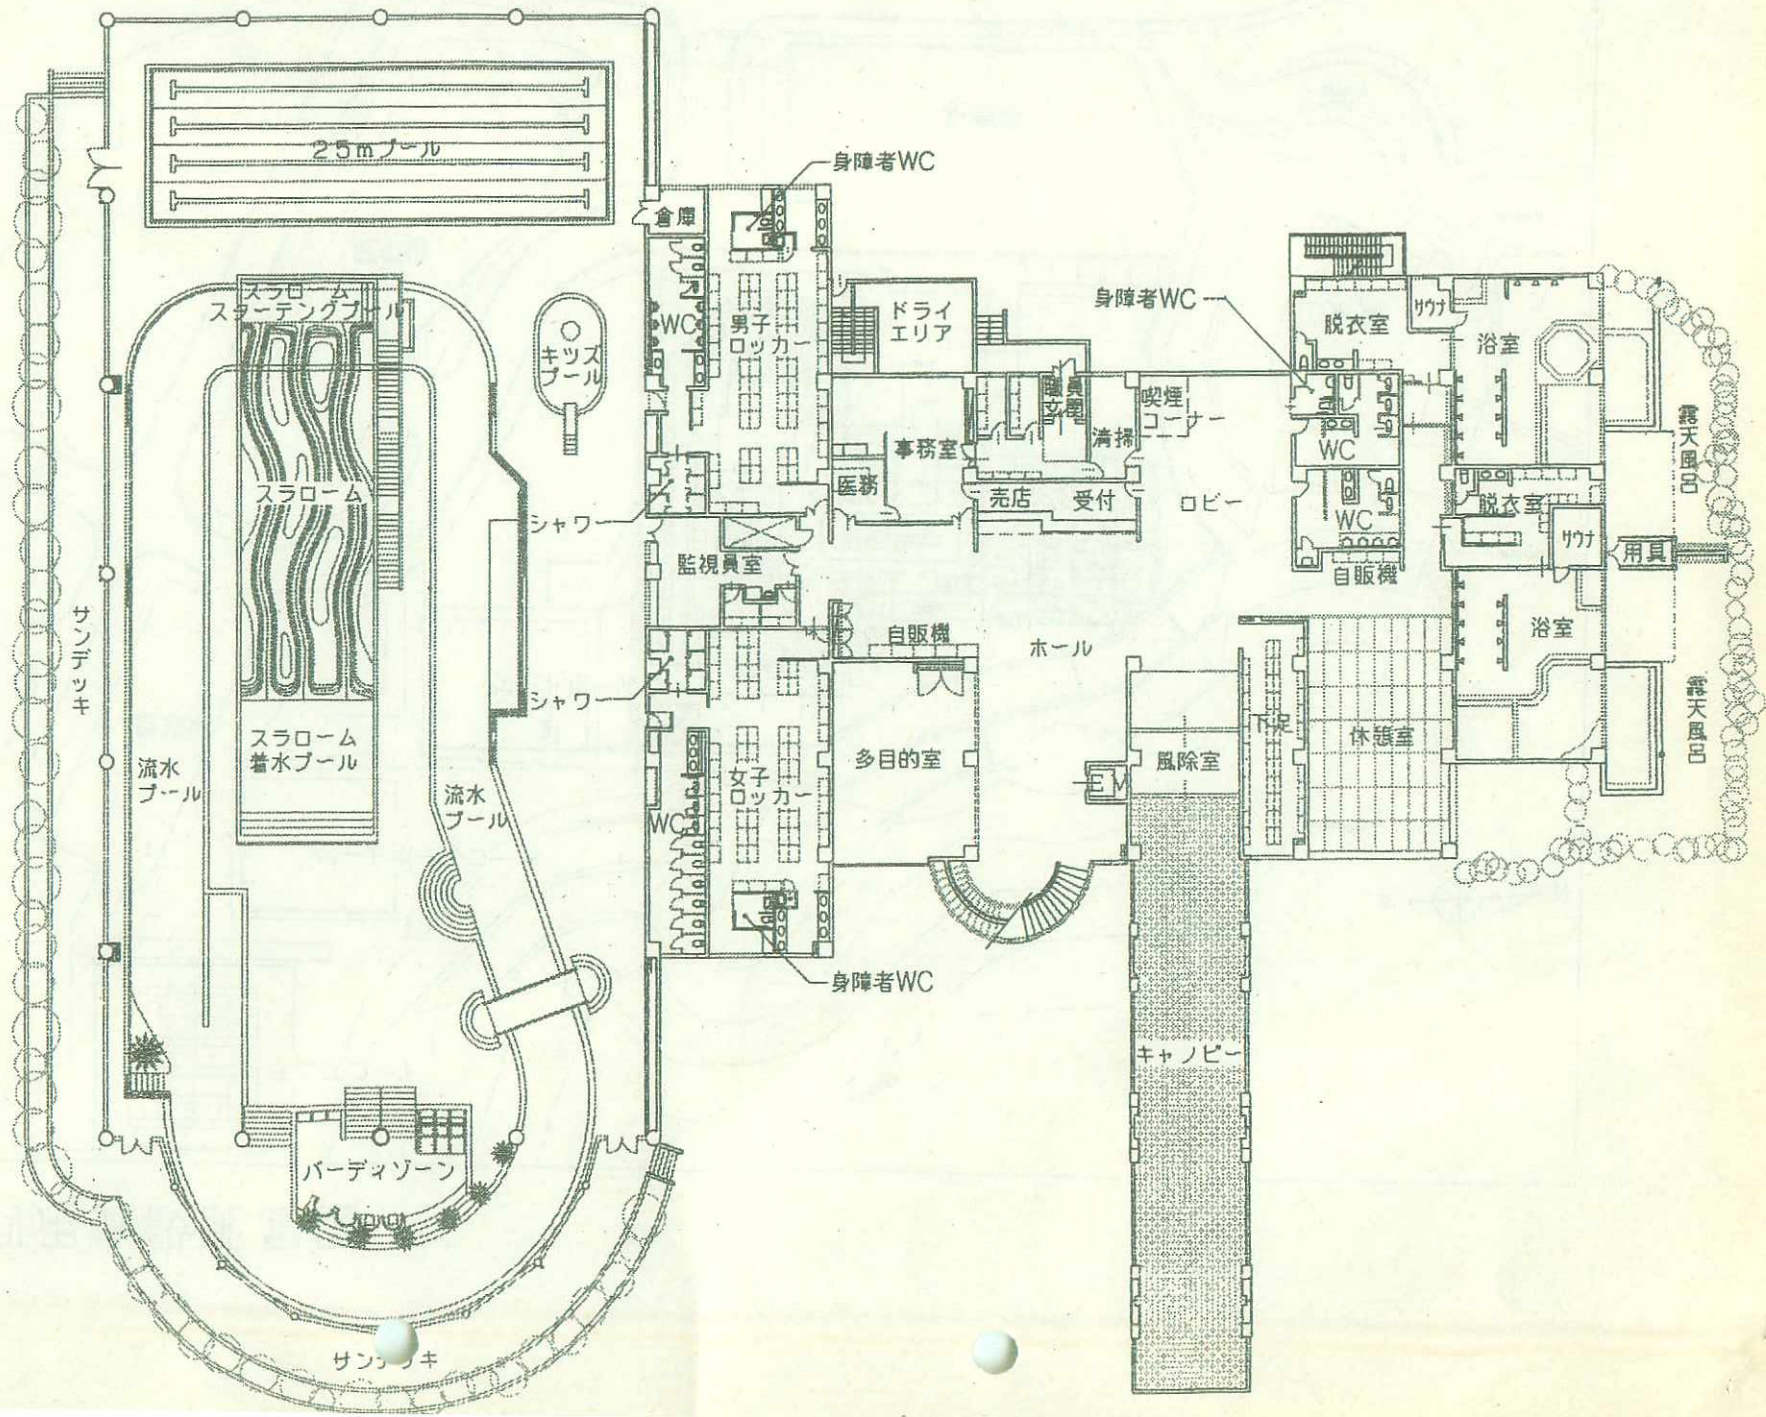 25mプール
身障者WC
倉庫
スラローム
スターテングプール
キッズ
プール
WC
男子
ロッカー
ドライ
エリア
身障者WC
脱衣室
サウナ
浴室
喫煙
コーナー
清掃
事務室
医務
売店
受付
ロビー
WC
WC
自販機
脱衣室
サウナ
用具
露天風呂
スラローム
シャワー
監視員室
サンデッキ
シャワー
自販機
ホール
浴室
露天風呂
スラローム
着水プール
流水
プール
流水
プール
女子
ロッカー
WC
多目的室
EV
風除室
下足
休憩室
身障者WC
キャノピー
パーティゾーン